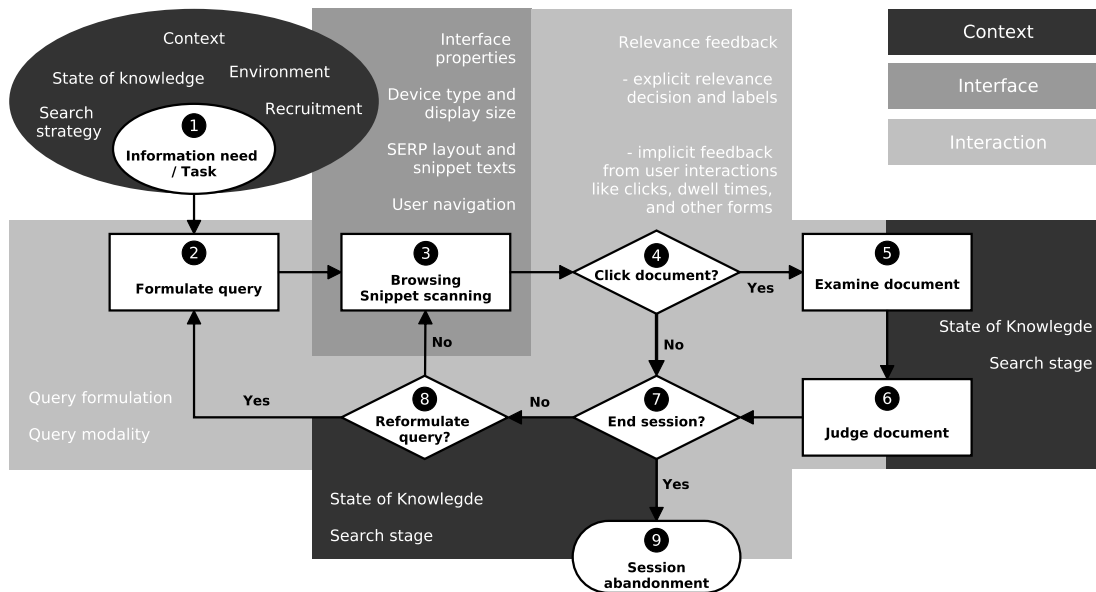 Context
State of knowledge
Environment
Search
strategy
Recruitment
1
Information need
/ Task
Interface
properties
Device type and
display size
SERP layout and
snippet texts
User navigation
Relevance feedback
- explicit relevance
decision and labels
- implicit feedback
from user interactions
like clicks, dwell times,
and other forms
Context
Interface
Interaction
2
Formulate query
3
Browsing
Snippet scanning
4
Click document?
Yes
No
5
Examine document
State of Knowlegde
Search stage
6
Judge document
7
End session?
No
Yes
8
Reformulate
query?
No
Yes
Query formulation
Query modality
State of Knowlegde
Search stage
9
Session
abandonment